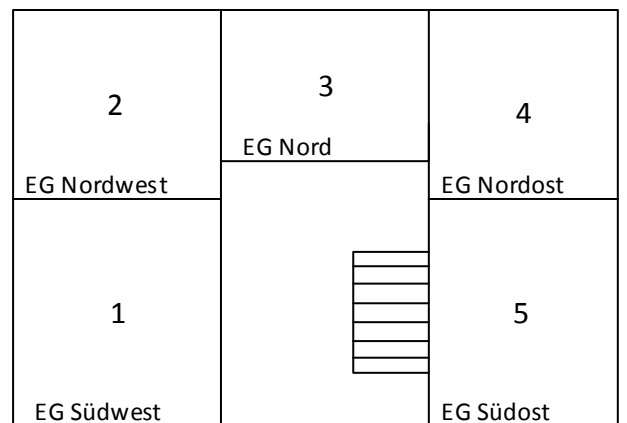 2
EG Nordwest
3
EG Nord
4
EG Nordost
1
EG Südwest
5
EG Südost